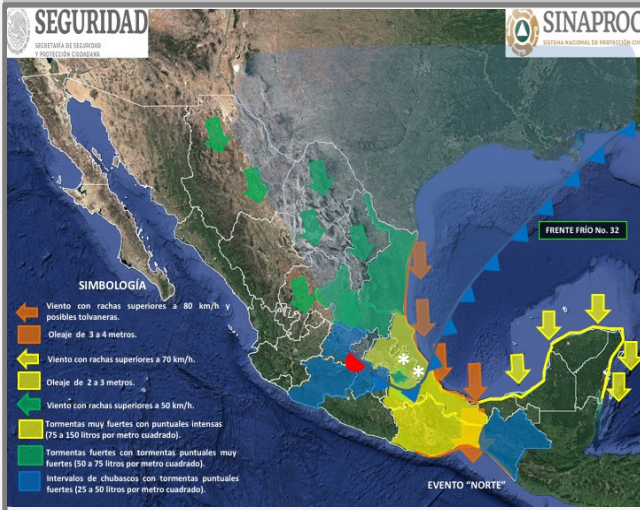 SEGURIDAD
SECRETARÍA DE SEGURIDAD
Y PROTECCIÓN CIUDADANA
SINAPROC
SISTEMA NACIONAL DE PROTECCIÓN CIV
FRENTE FRÍO No. 32
SIMBOLOGÍA
Viento con rachas superiores a 80 km/h y
posibles tolvaneras.
Oleaje de 3 a 4 metros.
Viento con rachas superiores a 70 km/h.
Oleaje de 2 a 3 metros.
Viento con rachas superiores a 50 km/h.
Tormentas muy fuertes con puntuales intensas
(75 a 150 litros por metro cuadrado).
Tormentas fuertes con tormentas puntuales muy
fuertes (50 a 75 litros por metro cuadrado).
Intervalos de chubascos con tormentas puntuales
fuertes (25 a 50 litros por metro cuadrado).
EVENTO “NORTE”